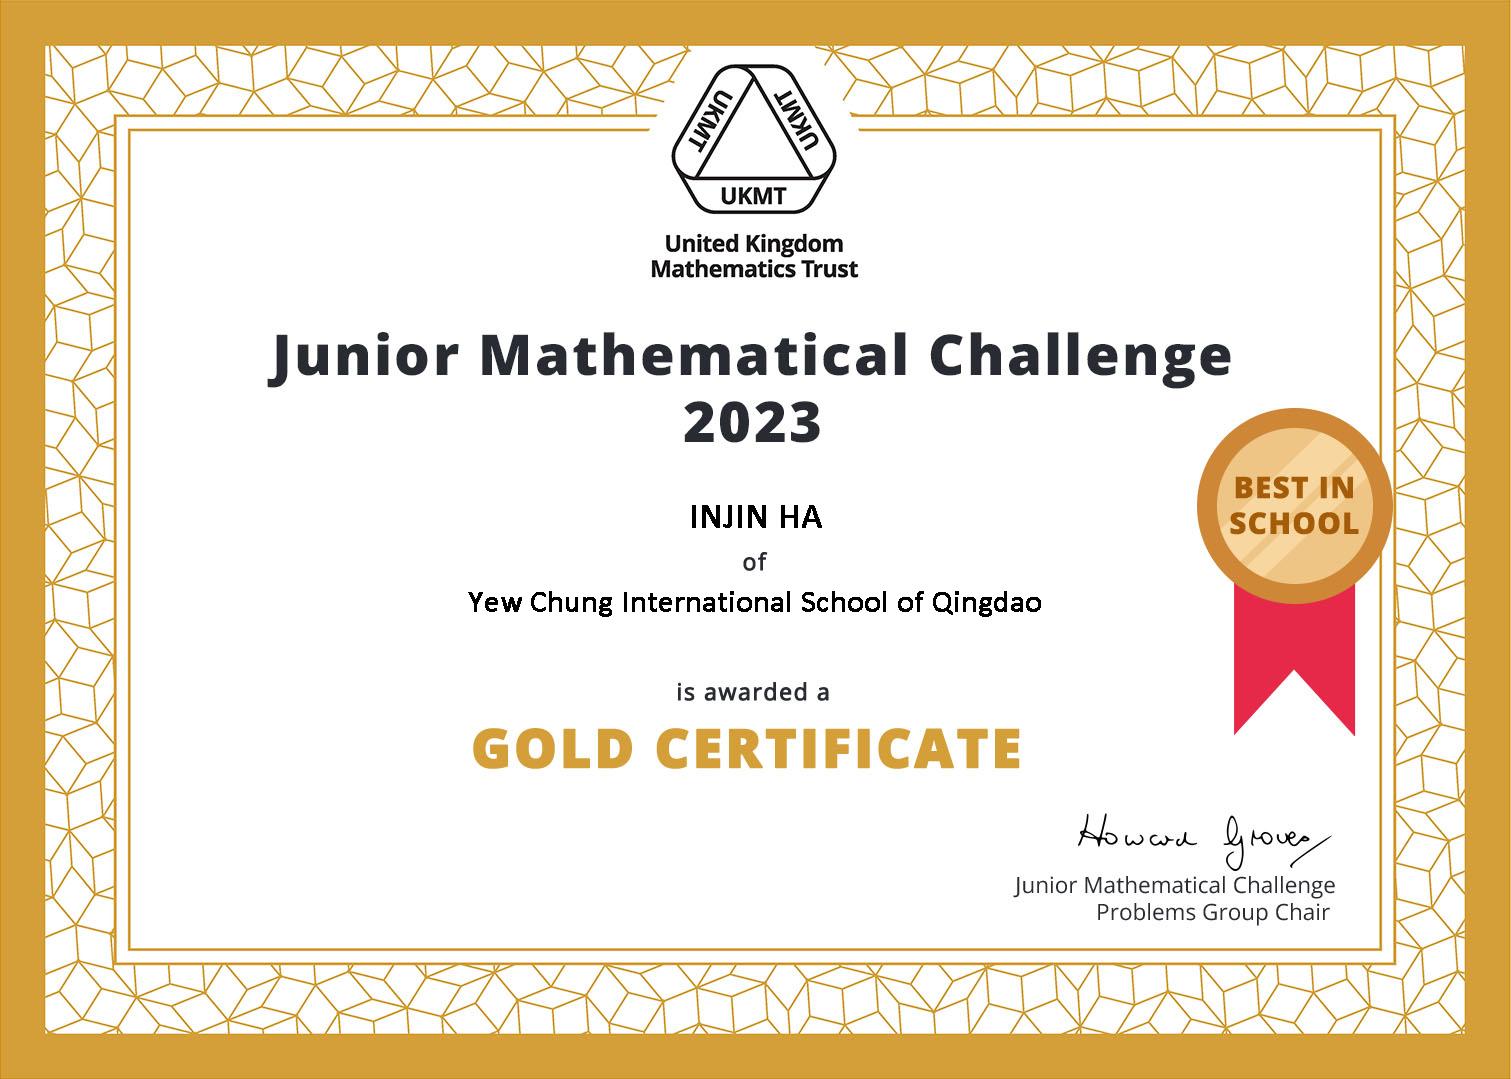 UKMT
UKMT
UKMT
United Kingdom
Mathematics Trust
Junior Mathematical Challenge
2023
INJIN HA
of
Yew Chung International School of Qingdao
BEST IN
SCHOOL
is awarded a
GOLD CERTIFICATE
Howard Groves
Junior Mathematical Challenge
Problems Group Chair